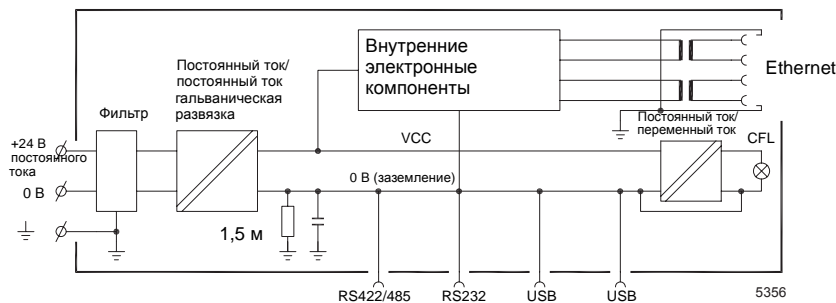 Внутренние
электронные
компоненты
Ethernet
Постоянный ток/
постоянный ток
гальваническая
развязка
Фильтр
Постоянный ток/
переменный ток
+24 В
постоянного
тока
VCC
CFL
0 В
0 В (заземление)
1,5 м
RS422/485
RS232
USB
USB
5356